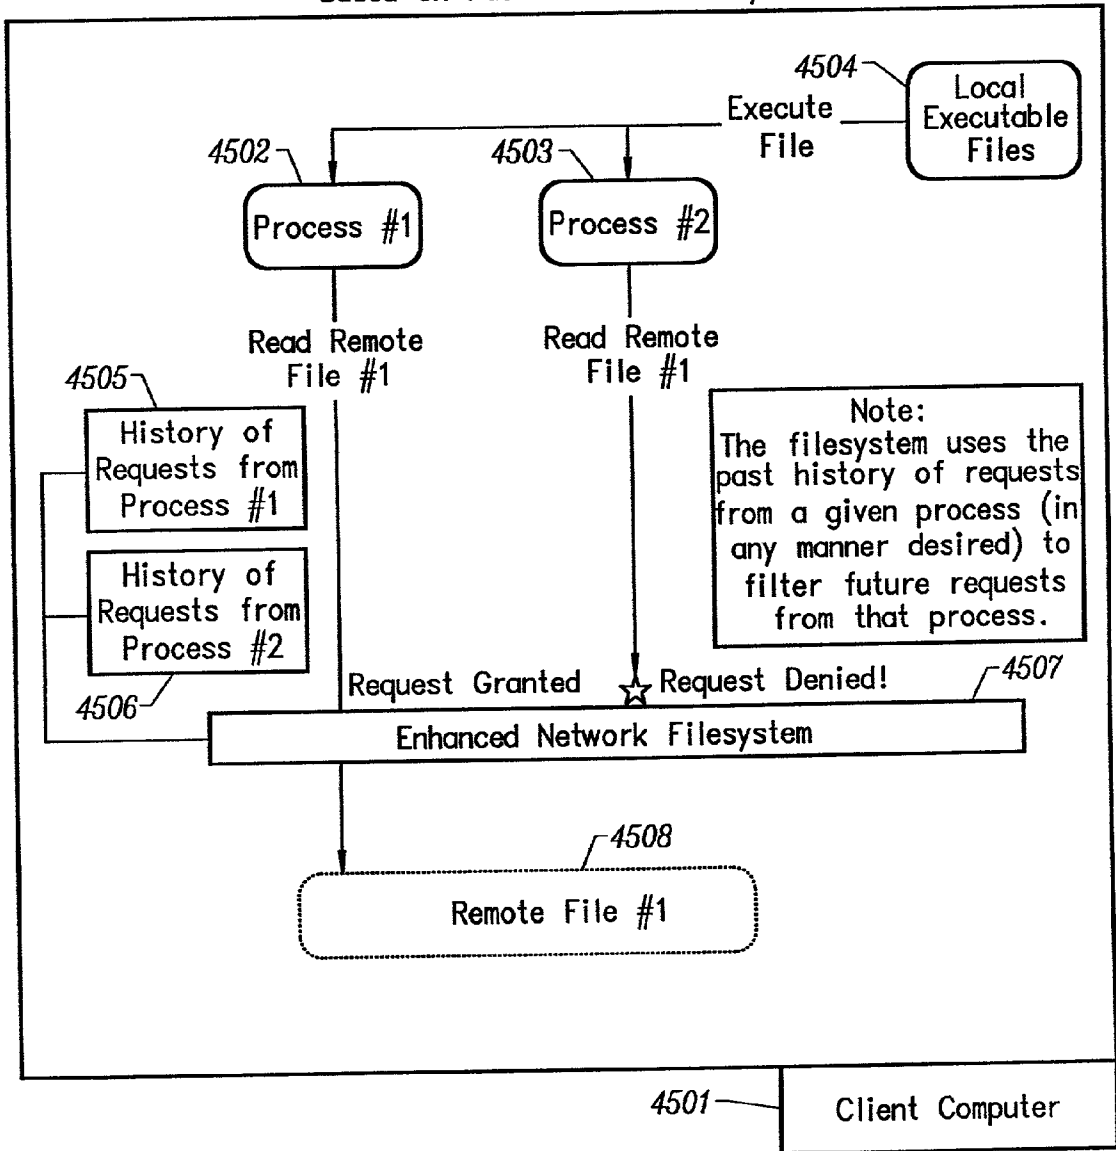 4504
Local
Executable
Files
Execute
File
4502
4503
Process #1
Process #2
Read Remote
File #1
Read Remote
File #1
4505
History of
Requests from
Process #1
History of
Requests from
Process #2
4506
Note:
The filesystem uses the
past history of requests
from a given process (in
any manner desired) to
filter future requests
from that process.
Request Granted
Request Denied!
4507
Enhanced Network Filesystem
4508
Remote File #1
4501
Client Computer